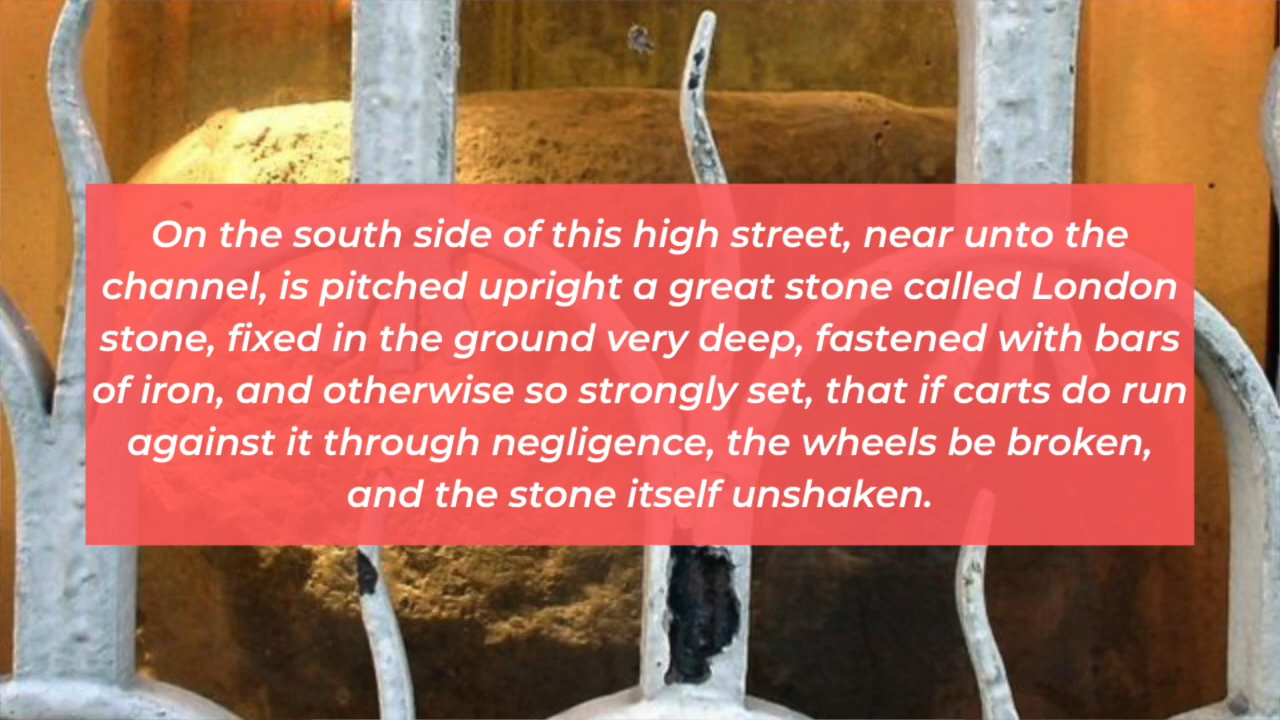 On the south side of this high street, near unto the
channel, is pitched upright a great stone called London
stone, fixed in the ground very deep, fastened with bars
of iron, and otherwise so strongly set, that if carts do run
against it through negligence, the wheels be broken,
and the stone itself unshaken.